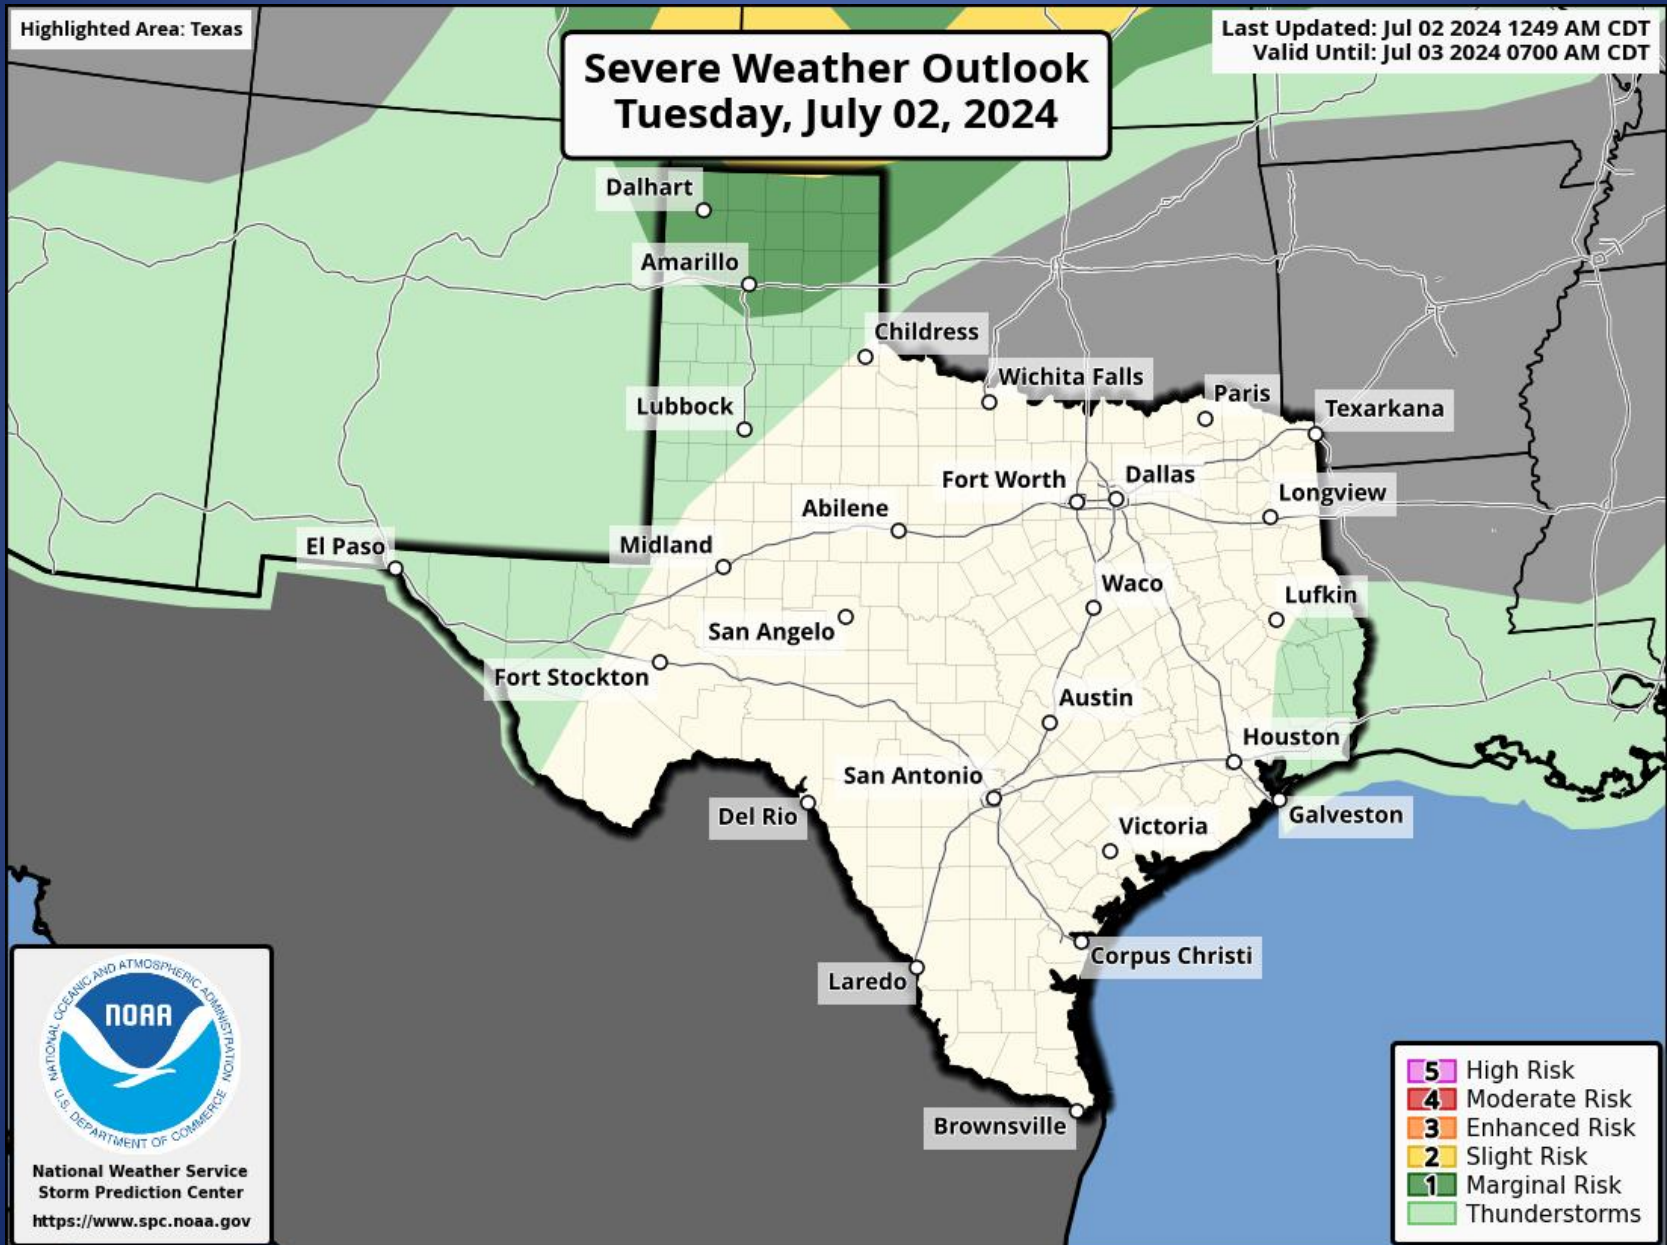 Highlighted Area: Texas
Last Updated: Jul 02 2024 1249 AM CDT
Valid Until: Jul 03 2024 0700 AM CDT
Severe Weather Outlook
Tuesday, July 02, 2024
Dalhart
Amarillo
Childress
Wichita Falls
Paris
Texarkana
Lubbock
Fort Worth
Dallas
Longview
Abilene
El Paso
Midland
Waco
Lufkin
San Angelo
Fort Stockton
Austin
Houston
San Antonio
Del Rio
Galveston
Victoria
Corpus Christi
Laredo
Brownsville
NATIONAL OCEANIC AND ATMOSPHERIC ADMINISTRATION
NOAA
U.S. DEPARTMENT OF COMMERCE
National Weather Service
Storm Prediction Center
https://www.spc.noaa.gov
5 High Risk
4 Moderate Risk
3 Enhanced Risk
2 Slight Risk
1 Marginal Risk
Thunderstorms